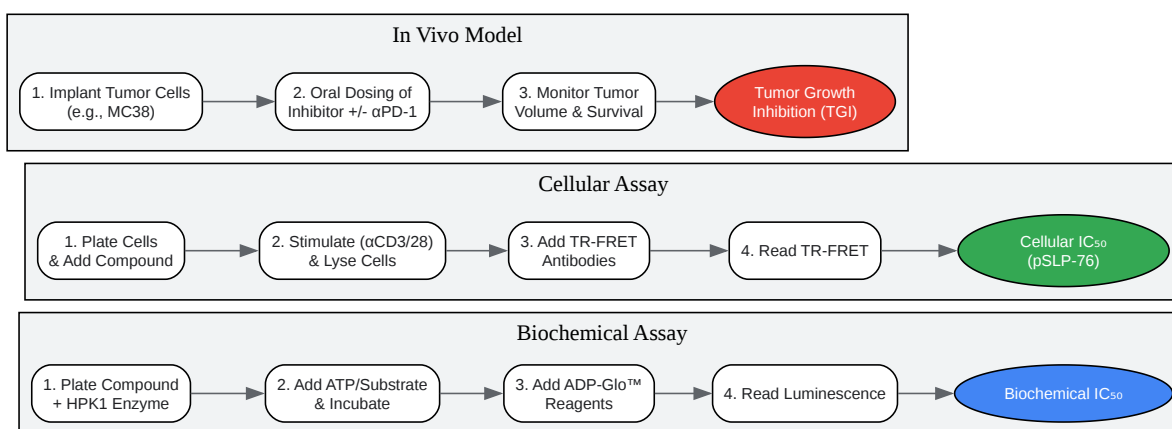 In Vivo Model
1. Implant Tumor Cells
(e.g., MC38)
2. Oral Dosing of
Inhibitor +/- αPD-1
3. Monitor Tumor
Volume & Survival
Tumor Growth
Inhibition (TGI)
Cellular Assay
1. Plate Cells
& Add Compound
2. Stimulate (αCD3/28)
& Lyse Cells
3. Add TR-FRET
Antibodies
4. Read TR-FRET
Cellular IC₅₀
(pSLP-76)
Biochemical Assay
1. Plate Compound
+ HPK1 Enzyme
2. Add ATP/Substrate
& Incubate
3. Add ADP-Glo™
Reagents
4. Read Luminescence
Biochemical IC₅₀